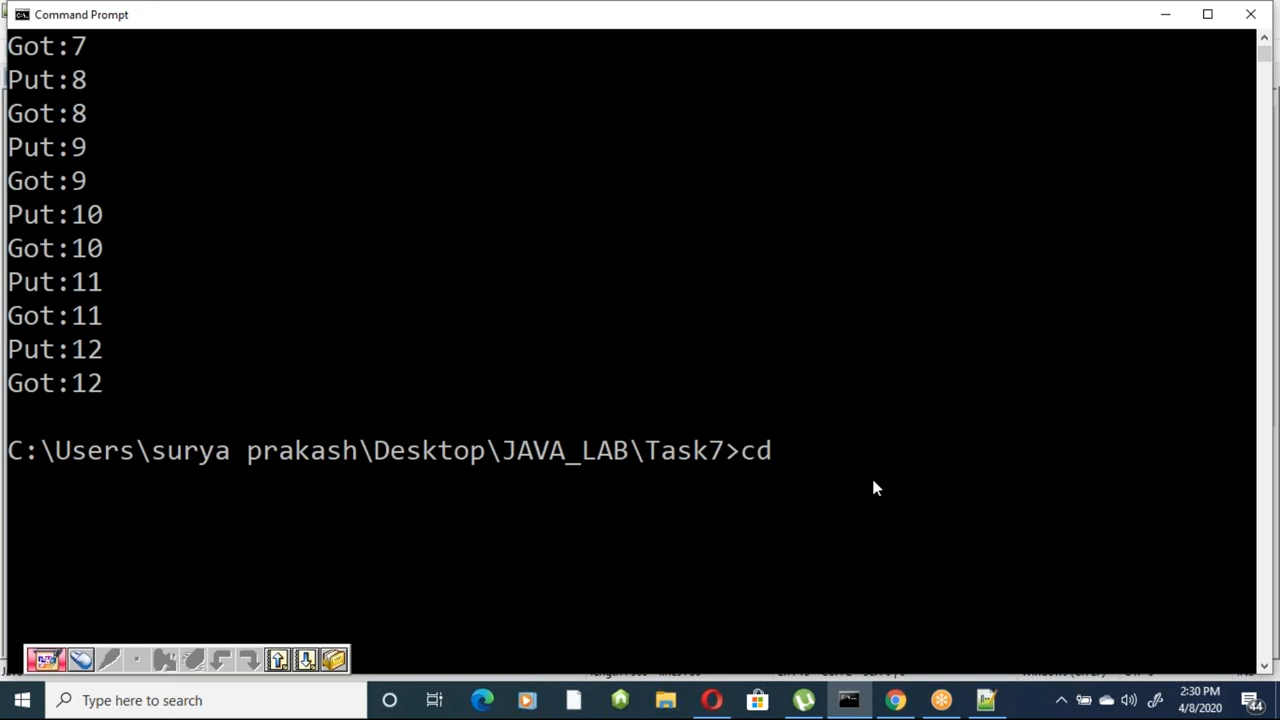 Command Prompt
Got:7
Put:8
Got:8
Put:9
Got:9
Put:10
Got:10
Put:11
Got:11
Put:12
Got:12
C:\Users\surya prakash\Desktop\JAVA_LAB\Task7>cd
Type here to search
2:30 PM
4/8/2020
44